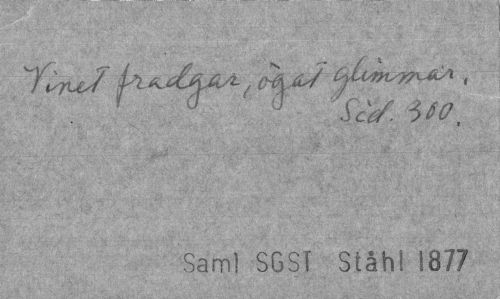 Vinet fradgar, ögat glimmar.
Sid. 300.
Saml SGST Ståhl 1877